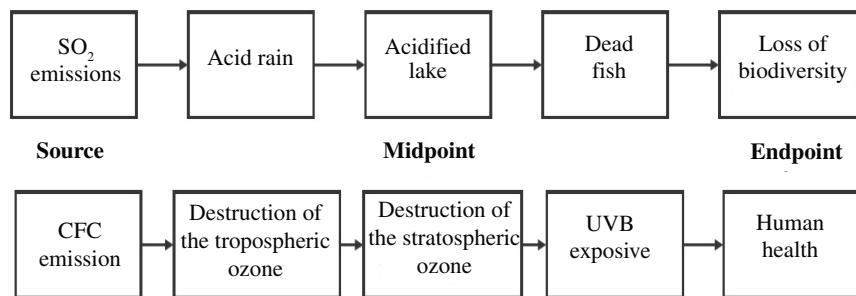 SO₂
emissions
Acid rain
Acidified
lake
Dead
fish
Loss of
biodiversity
Source
Midpoint
Endpoint
CFC
emission
Destruction of
the tropospheric
ozone
Destruction of
the stratospheric
ozone
UVB
exposive
Human
health